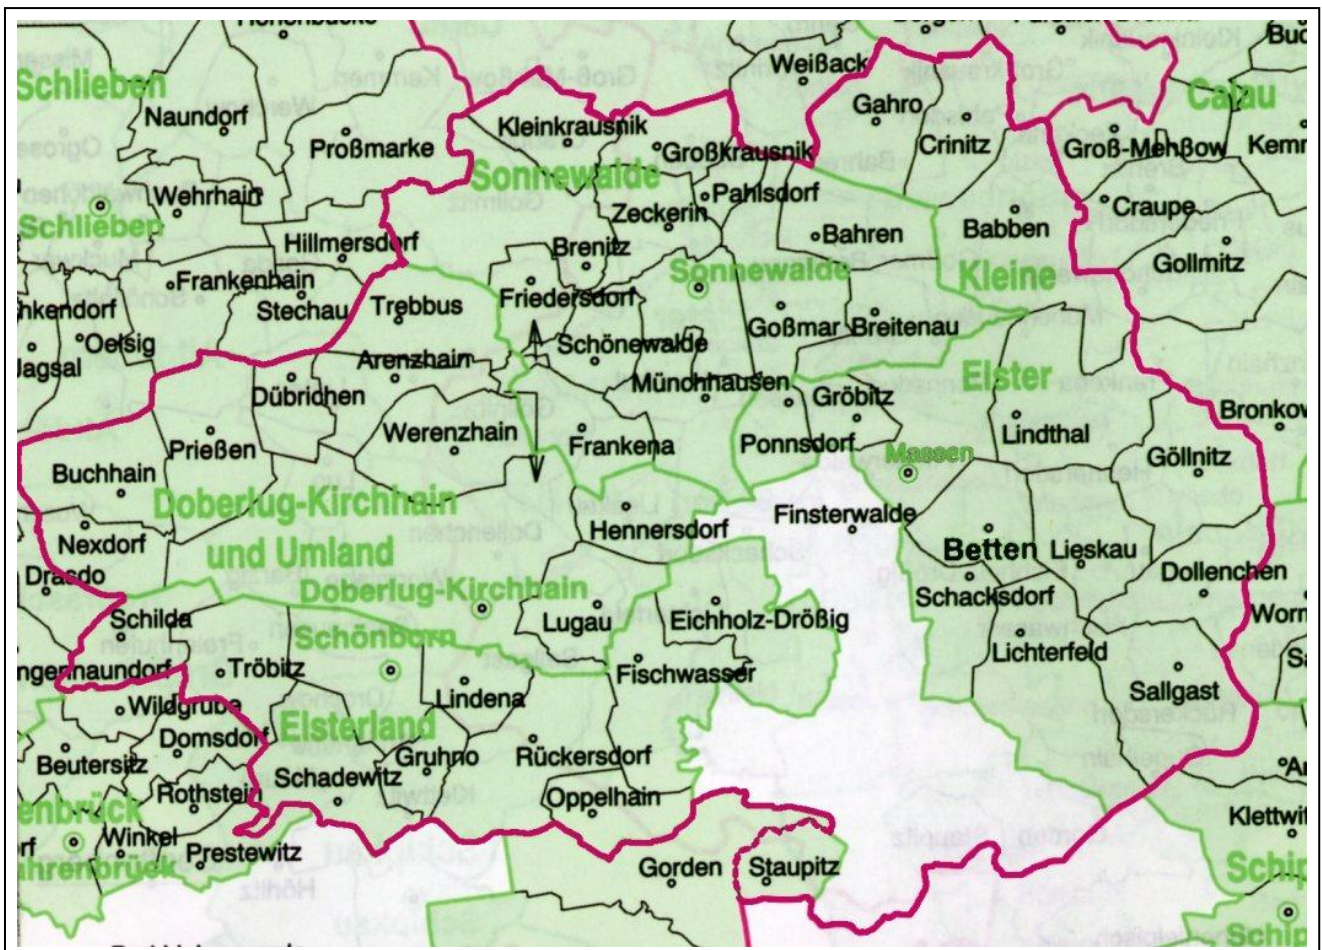 Weißack
Schlieben
Gahro
Calau
Naundorf
Kleinkrausnik
Proßmarke
Großkrausnik
Crinitz
Groß-Mehßow
Sonnewalde
Wehrhain
Pahlsdorf
Craupe
Schlieben
Zeckerin
Babben
Hillmersdorf
Brenitz
Bahren
Gollmitz
Frankenhain
Sonnewalde
Kleine
Stechau
Trebbus
Friedersdorf
Goßmar
Breitenau
Oelsig
Schönewalde
Arenzhain
Elster
Münchhausen
Dübrichen
Gröbitz
Werenzhain
Prießen
Frankena
Ponnsdorf
Lindthal
Massen
Göllnitz
Buchhain
Doberlug-Kirchhain
Finsterwalde
Hennersdorf
Nexdorf
und Umland
Betten
Lieskau
Drasdo
Doberlug-Kirchhain
Dollenchen
Schacksdorf
Schilda
Lugau
Eichholz-Drößig
Schönborn
Lichterfeld
Tröbitz
Fischwasser
Lindena
Sallgast
Wildgrube
Elsterland
Domsdorf
Beutersitz
Gruhno
Rückersdorf
Schadewitz
Rothstein
Oppelhain
Winkel
Prestewitz
Gorden
Staupitz